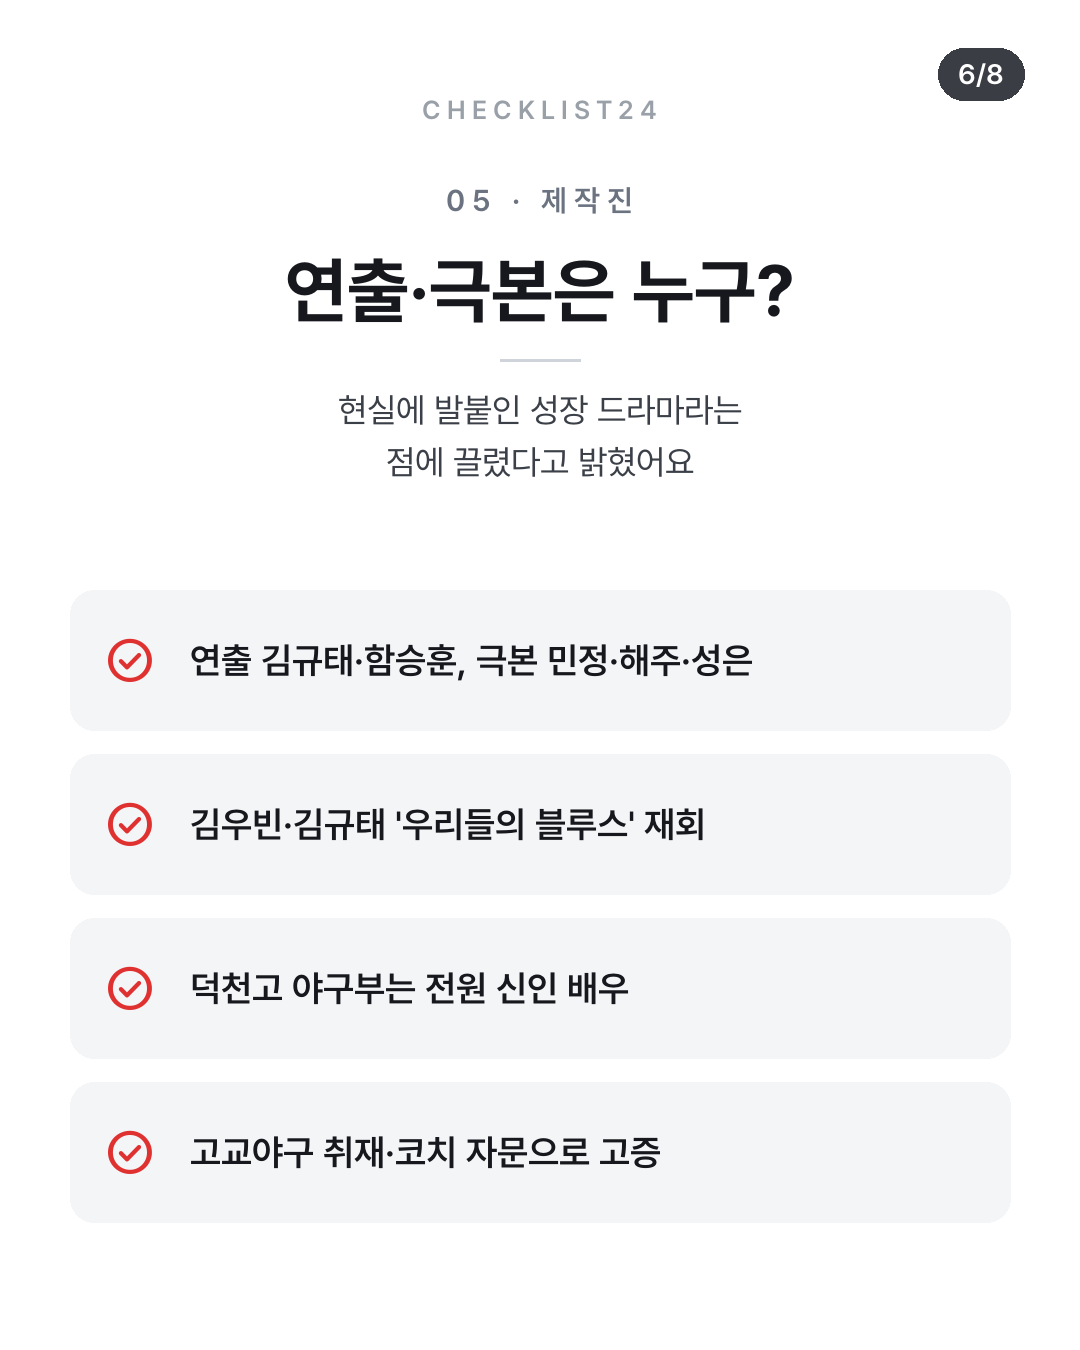 6/8
CHECKLIST24
05 · 제작진
연출·극본은 누구?
현실에 발붙인 성장 드라마라는
점에 끌렸다고 밝혔어요
연출 김규태·함승훈, 극본 민정·해주·성은
김우빈·김규태 '우리들의 블루스' 재회
덕천고 야구부는 전원 신인 배우
고교야구 취재·코치 자문으로 고증